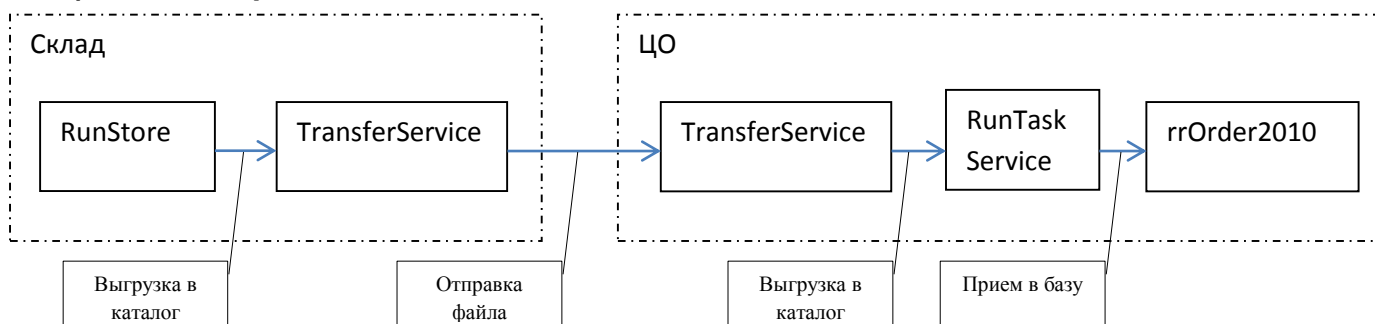 Склад
ЦО
RunStore
TransferService
TransferService
RunTask
Service
rrOrder2010
Выгрузка в
каталог
Отправка
файла
Выгрузка в
каталог
Прием в базу